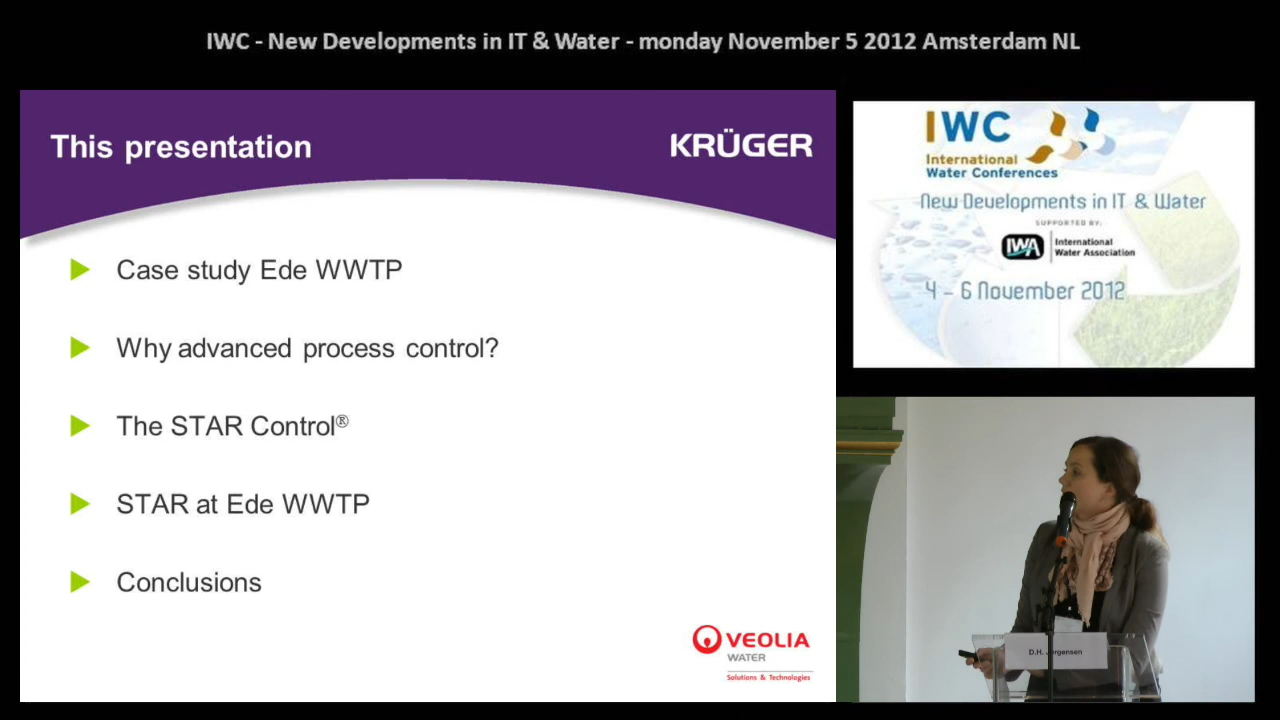 IWC - New Developments in IT & Water - monday November 5 2012 Amsterdam NL
This presentation
KRÜGER
Case study Ede WWTP
Why advanced process control?
The STAR Control®
STAR at Ede WWTP
Conclusions
VEOLIA
WATER
Solutions & Technologies
IWC
International
Water Conferences
New Developments in IT & Water
SUPPORTED BY:
IWA
International
Water Association
4 - 6 November 2012
D.H. Jørgensen